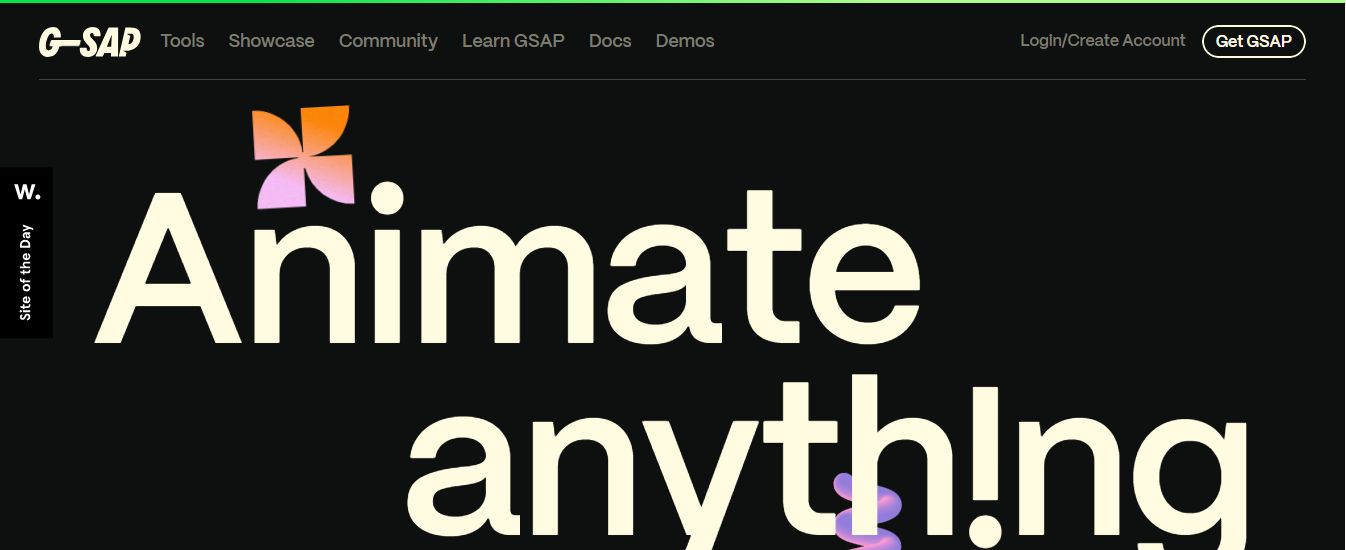 GSAP Tools Showcase Community Learn GSAP Docs Demos Login/Create Account Get GSAP
W.
Site of the Day
Animate
anyth!ng